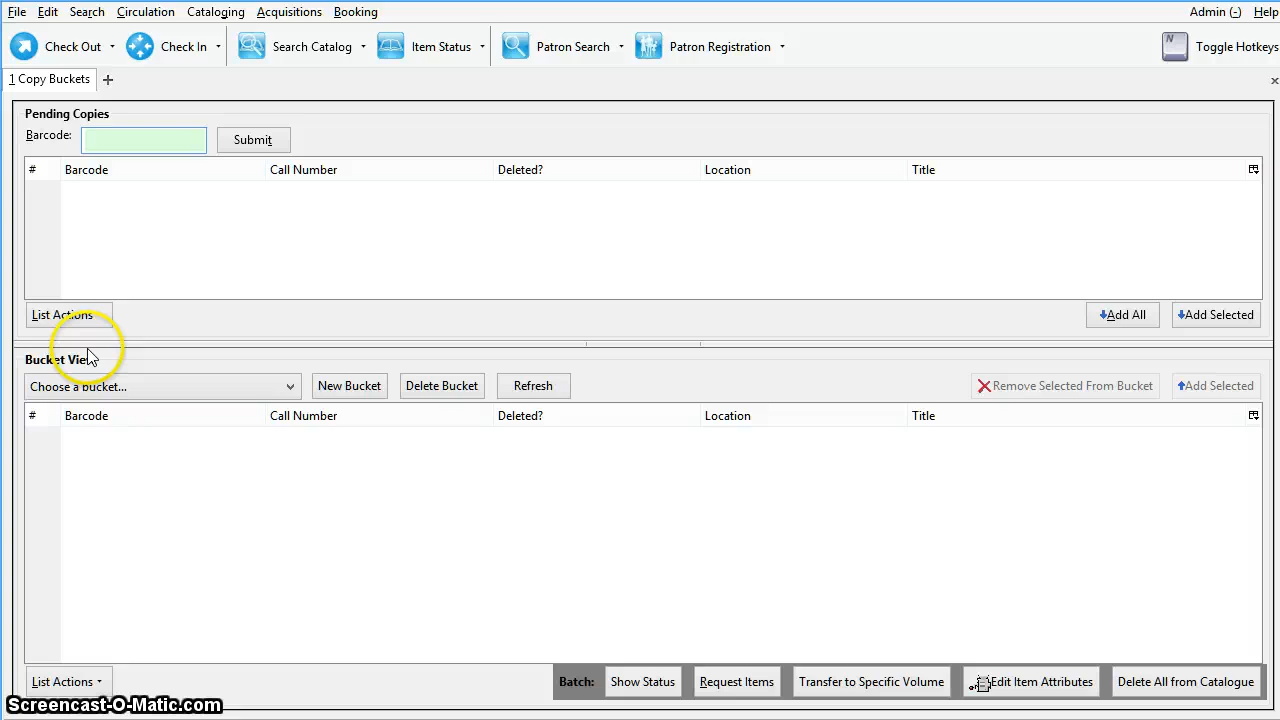 File Edit Search Circulation Cataloging Acquisitions Booking Admin (-) Help
Check Out Check In Search Catalog Item Status Patron Search Patron Registration N Toggle Hotkeys
1 Copy Buckets +
Pending Copies
Barcode: Submit
# Barcode Call Number Deleted? Location Title
List Actions Add All Add Selected
Bucket View
Choose a bucket... New Bucket Delete Bucket Refresh Remove Selected From Bucket Add Selected
# Barcode Call Number Deleted? Location Title
List Actions Batch: Show Status Request Items Transfer to Specific Volume Edit Item Attributes Delete All from Catalogue
Screencast-O-Matic.com